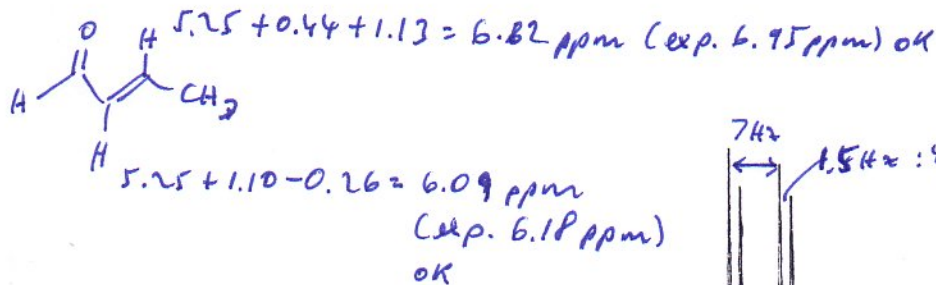 5.25 + 0.44 + 1.13 = 6.82 ppm (exp. 6.95 ppm) OK
O
H
H
CH3
H
7Hz
1.5Hz :
5.25 + 1.10 - 0.26 = 6.09 ppm
(exp. 6.18 ppm)
OK